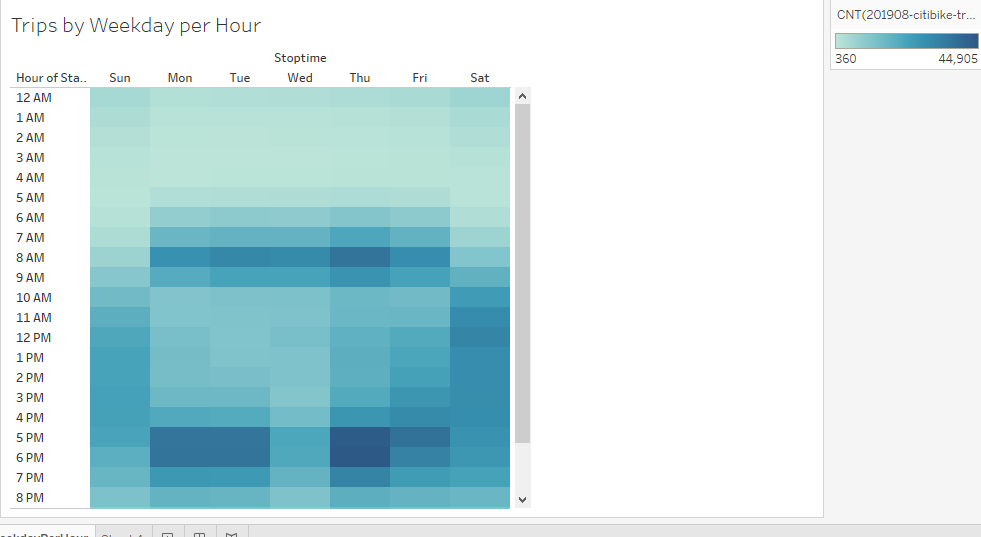 Trips by Weekday per Hour
CNT(201908-citibike-tr...
360 44,905
Stoptime
Hour of Sta.. Sun Mon Tue Wed Thu Fri Sat
12 AM
1 AM
2 AM
3 AM
4 AM
5 AM
6 AM
7 AM
8 AM
9 AM
10 AM
11 AM
12 PM
1 PM
2 PM
3 PM
4 PM
5 PM
6 PM
7 PM
8 PM